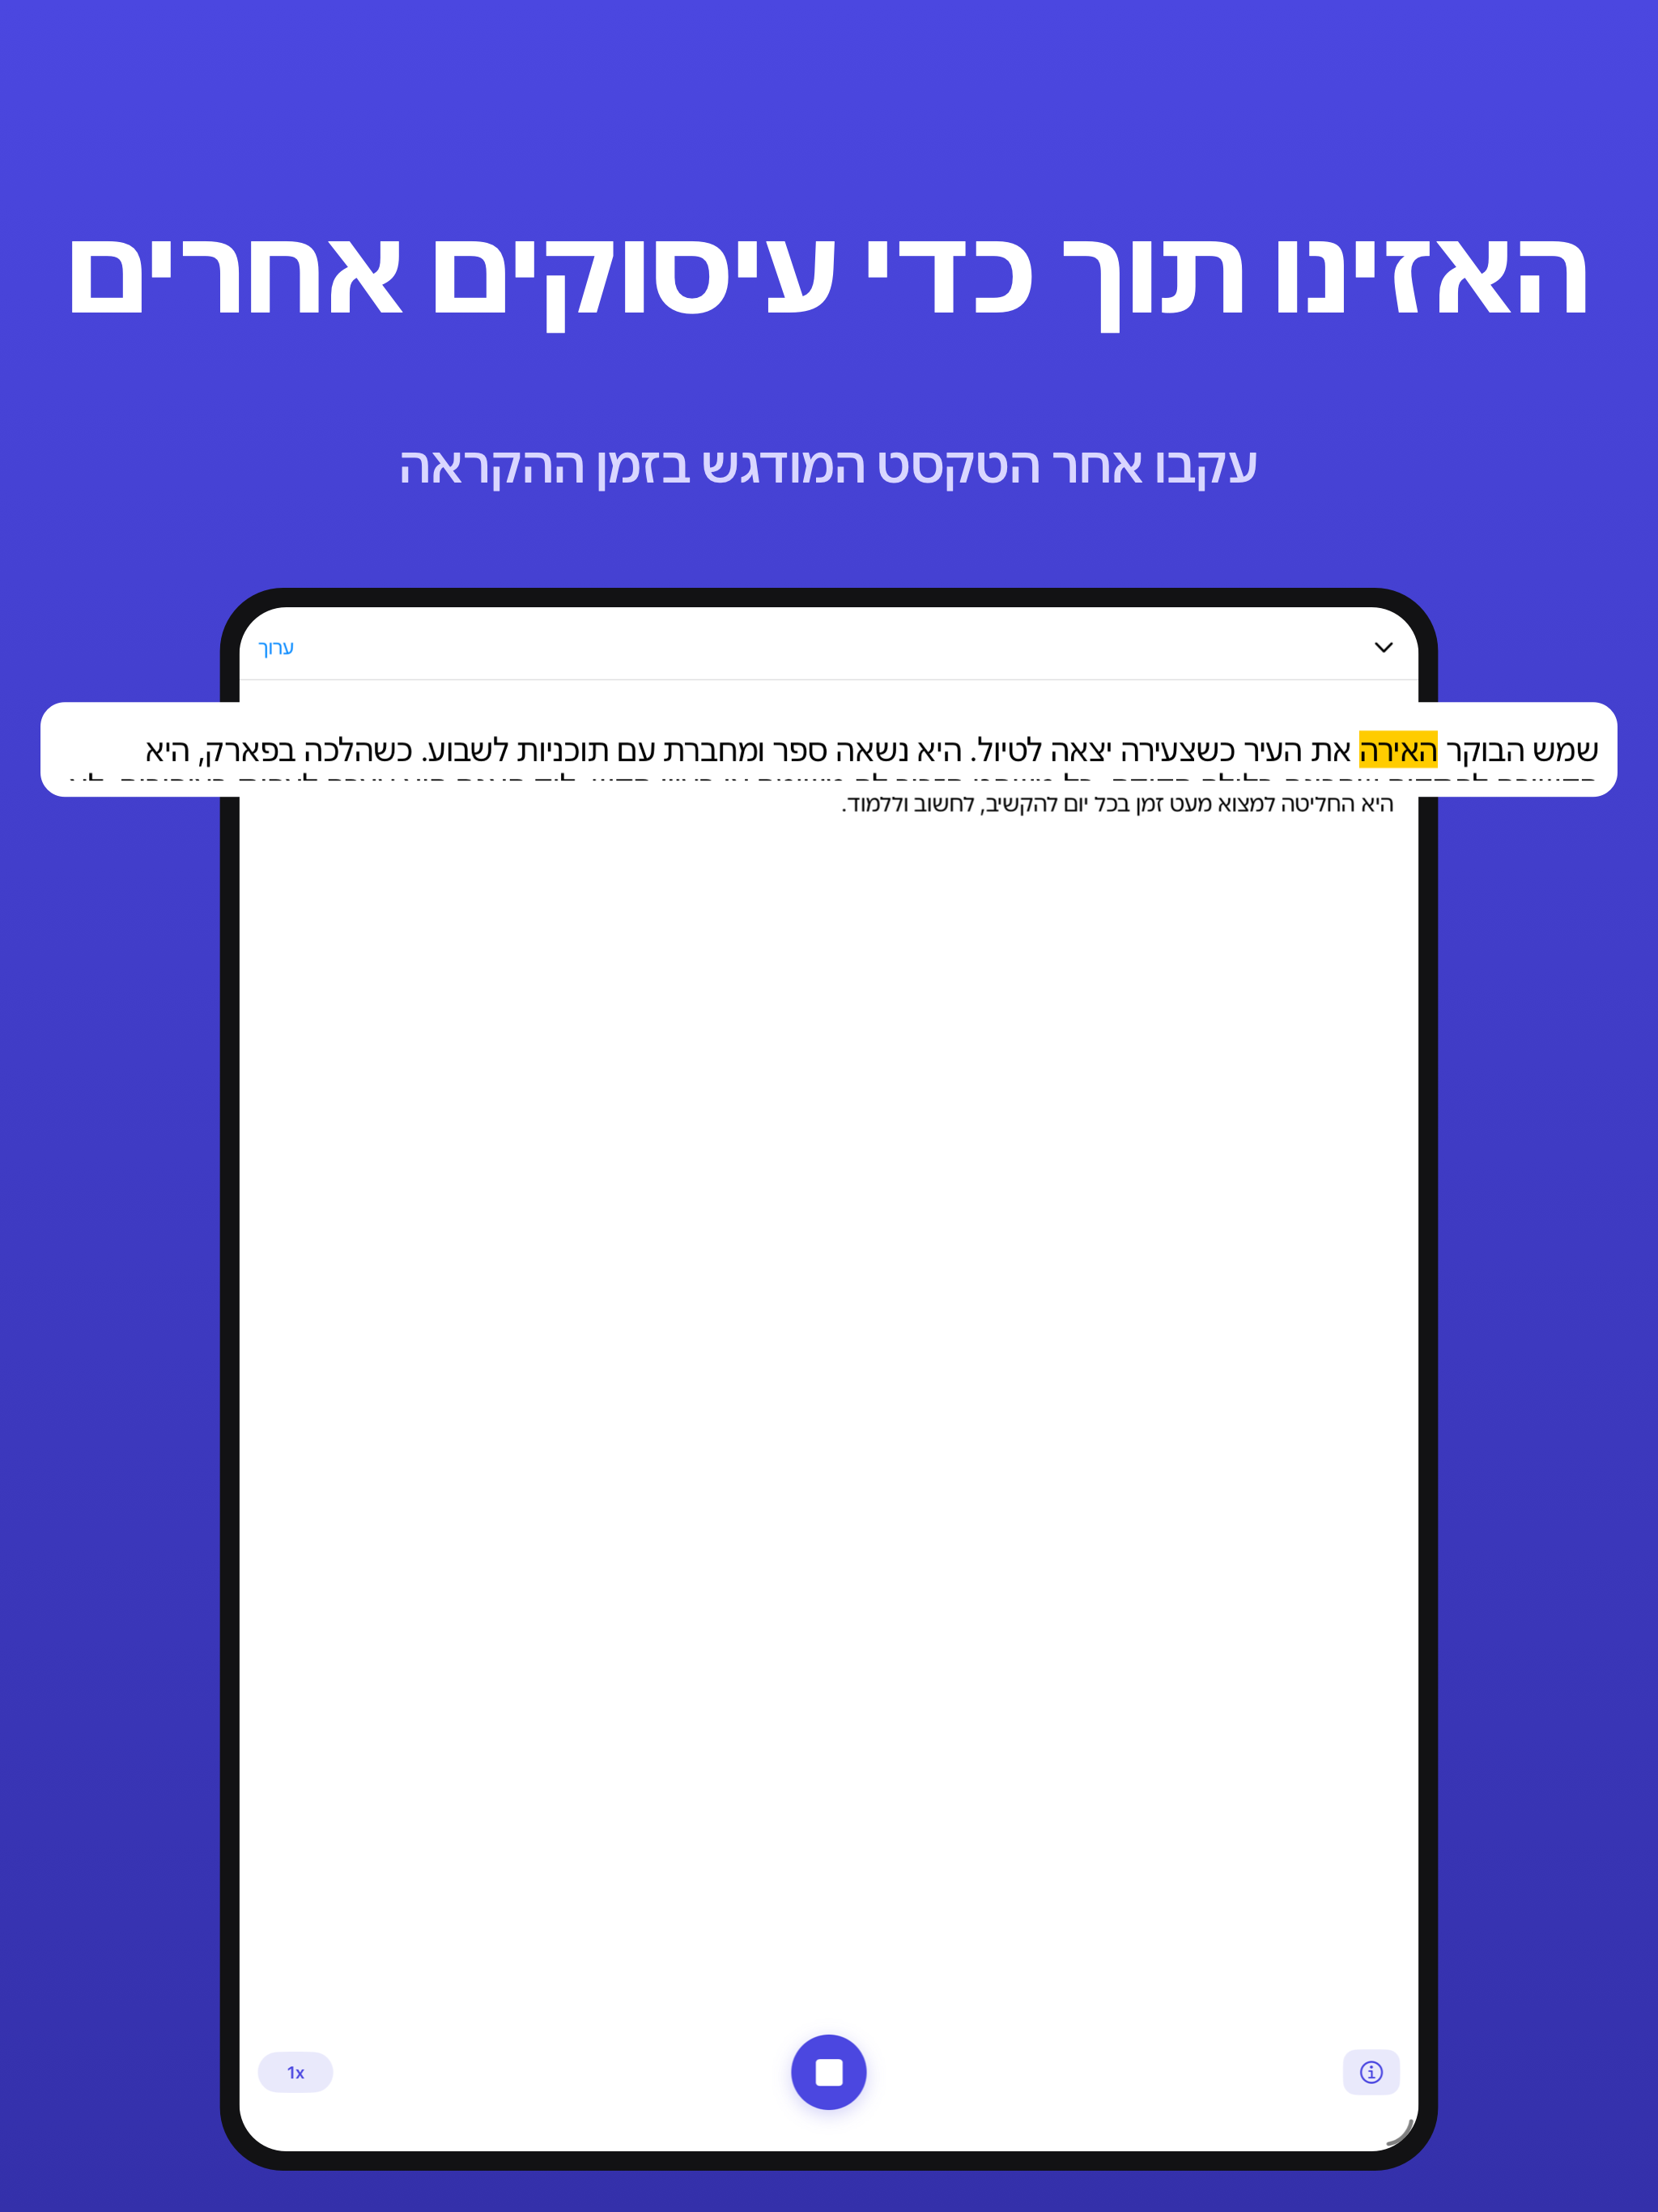 האזינו תוך כדי עיסוקים אחרים
עקבו אחר הטקסט המודגש בזמן ההקראה
ערוך
שמש הבוקר האירה את העיר כשצעירה יצאה לטיול. היא נשאה ספר ומחברת עם תוכניות לשבוע. כשהלכה בפארק, היא
היא החליטה למצוא מעט זמן בכל יום להקשיב, לחשוב וללמוד.
1x